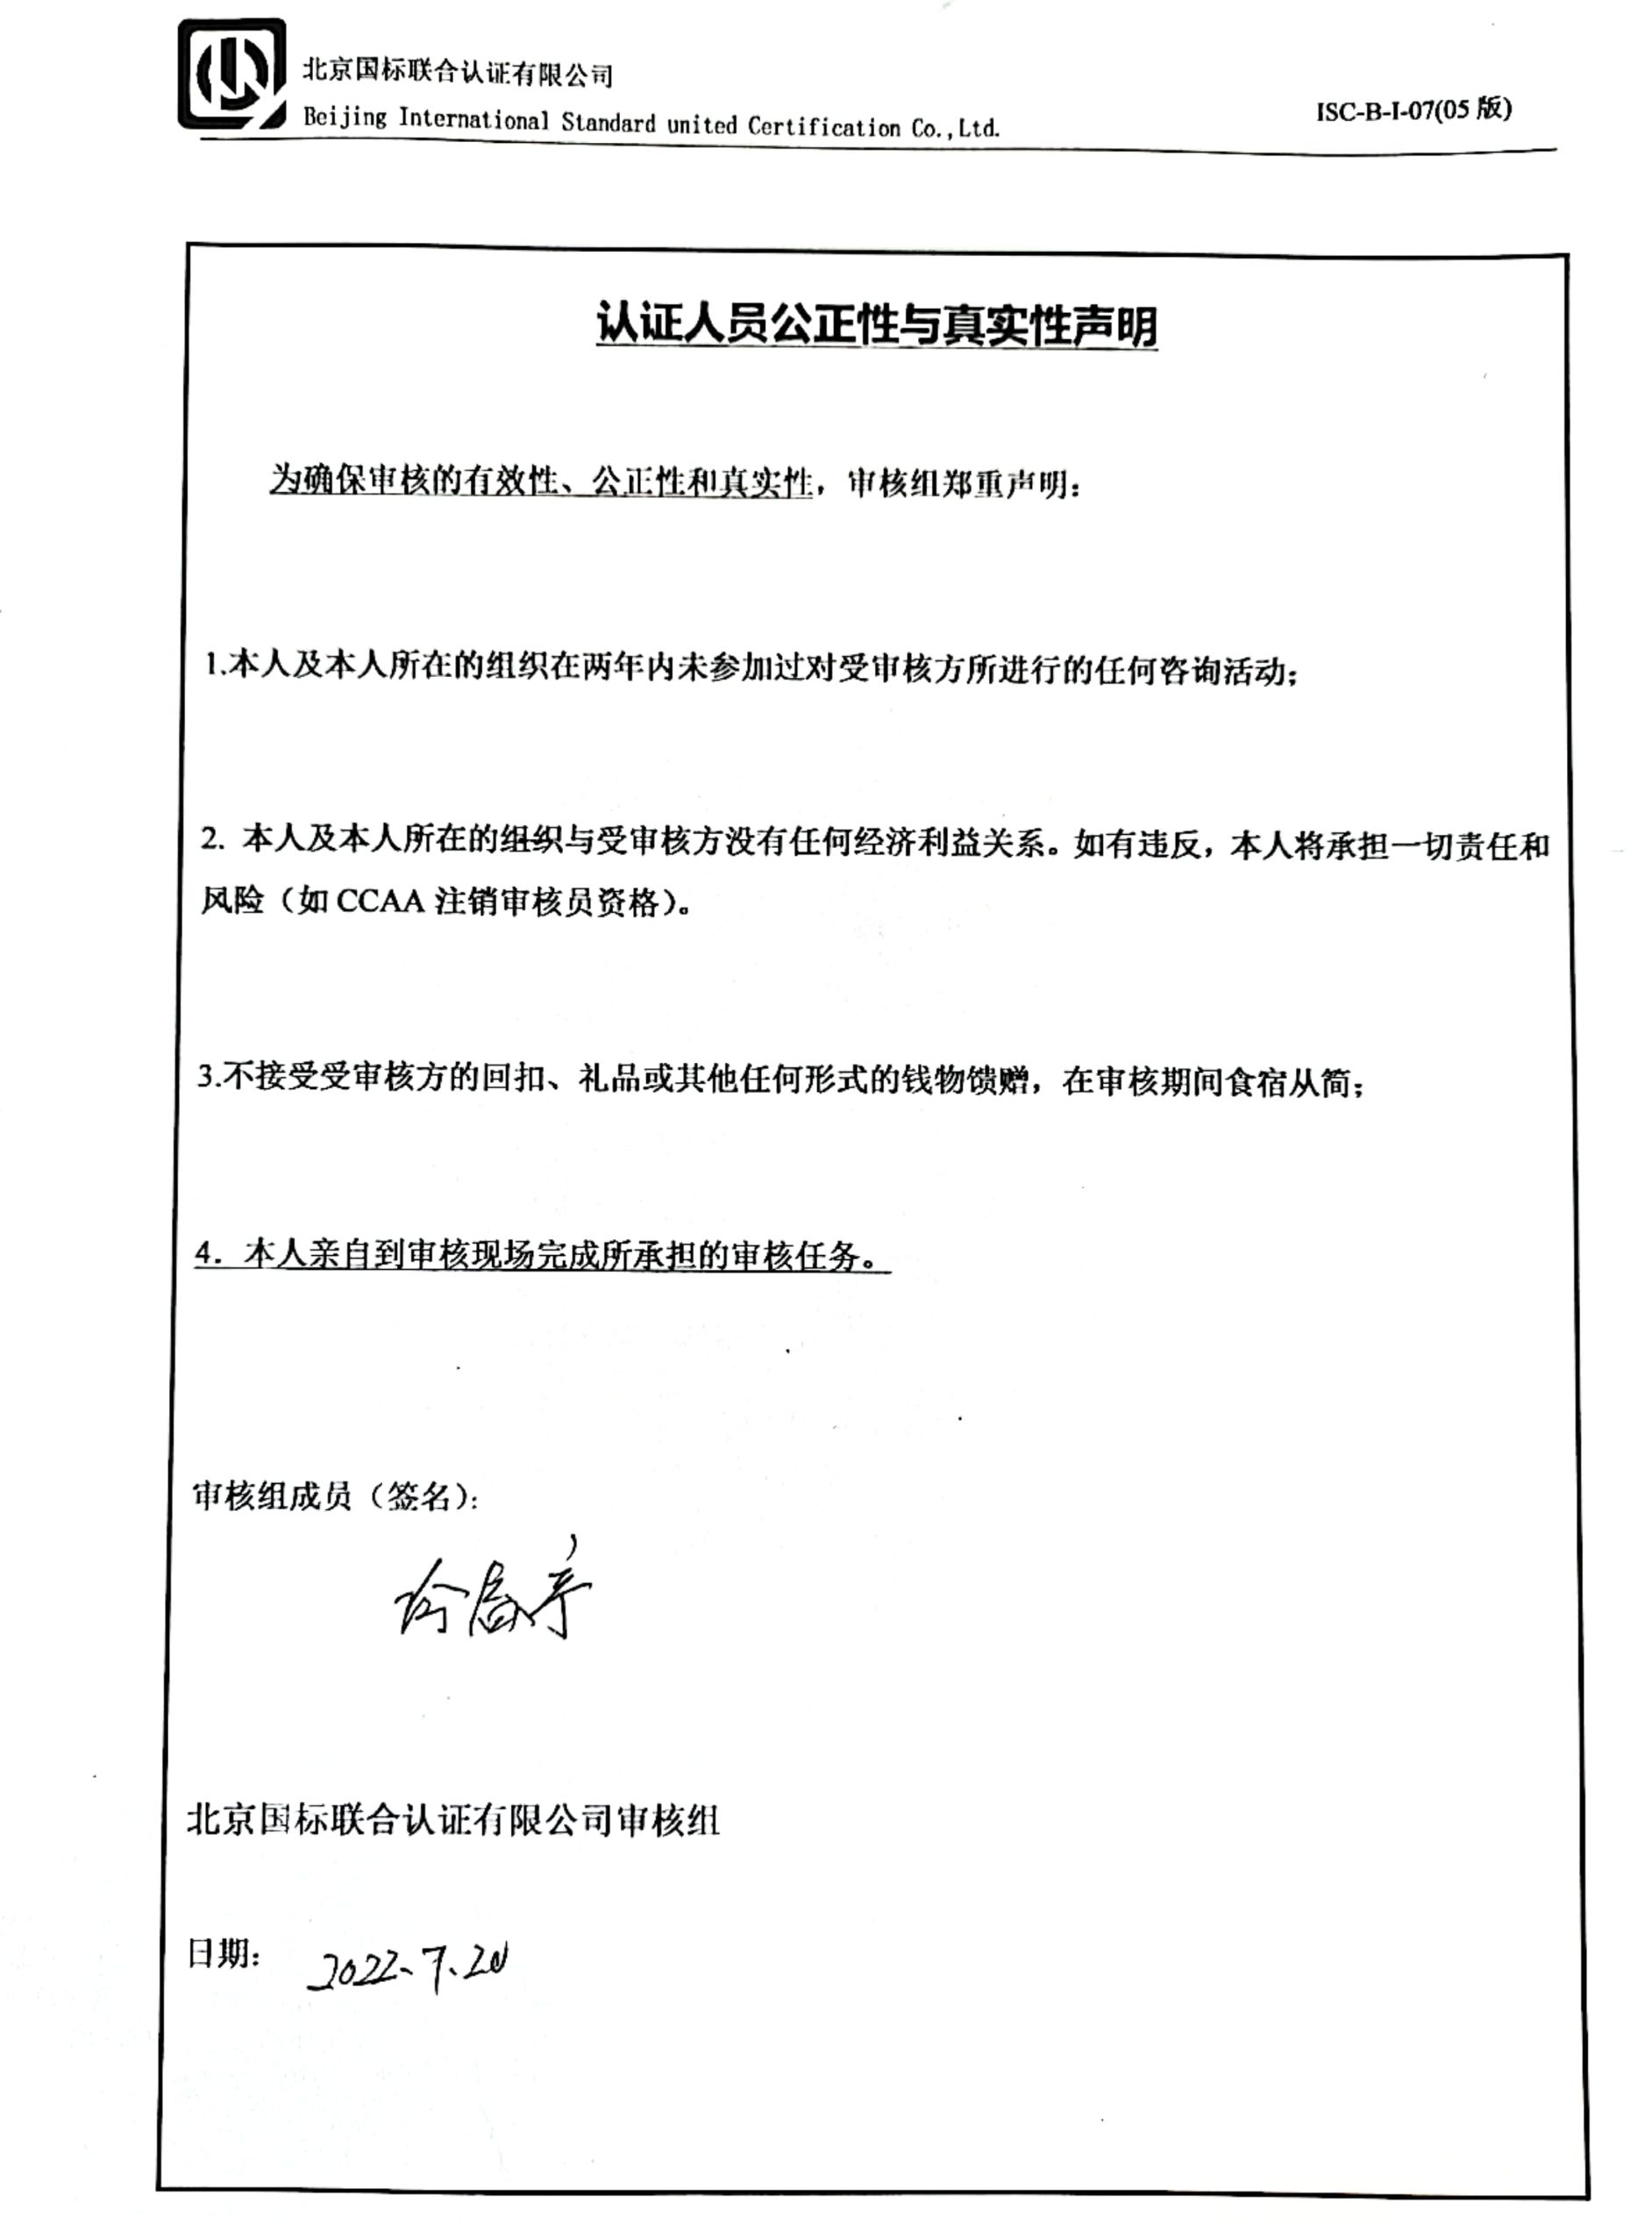 北京国标联合认证有限公司
Beijing International Standard united Certification Co.,Ltd.
ISC-B-I-07(05 版)
认证人员公正性与真实性声明
为确保审核的有效性、公正性和真实性，审核组郑重声明：
1.本人及本人所在的组织在两年内未参加过对受审核方所进行的任何咨询活动；
2. 本人及本人所在的组织与受审核方没有任何经济利益关系。如有违反，本人将承担一切责任和
风险（如 CCAA 注销审核员资格）。
3.不接受受审核方的回扣、礼品或其他任何形式的钱物馈赠，在审核期间食宿从简；
4. 本人亲自到审核现场完成所承担的审核任务。
审核组成员（签名）：
北京国标联合认证有限公司审核组
日期： 2022.7.20